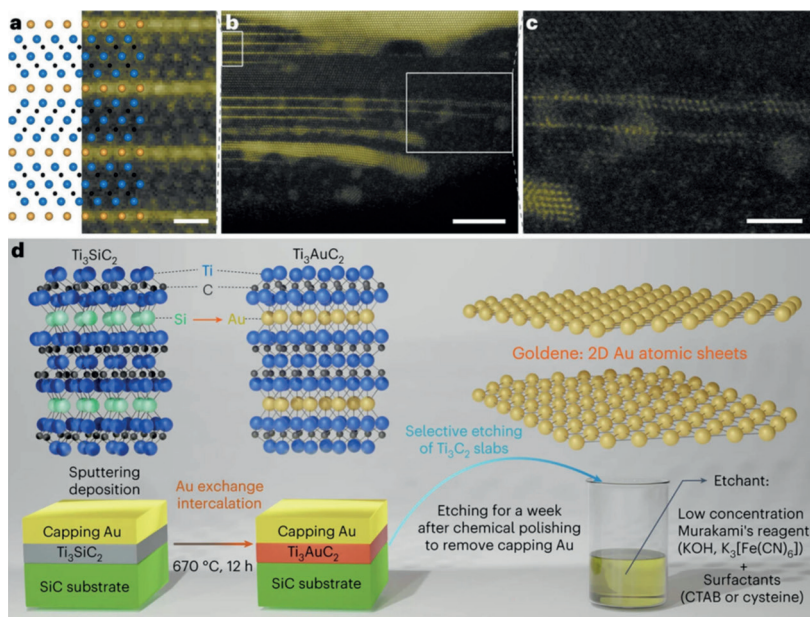 a
b
c
d
Ti₃SiC₂
Ti₃AuC₂
Ti
C
Si
Au
Goldene: 2D Au atomic sheets
Selective etching
of Ti₃C₂ slabs
Sputtering
deposition
Au exchange
intercalation
Capping Au
Ti₃SiC₂
SiC substrate
670 °C, 12 h
Capping Au
Ti₃AuC₂
SiC substrate
Etching for a week
after chemical polishing
to remove capping Au
Etchant:
Low concentration
Murakami's reagent
(KOH, K₃[Fe(CN)₆])
+
Surfactants
(CTAB or cysteine)